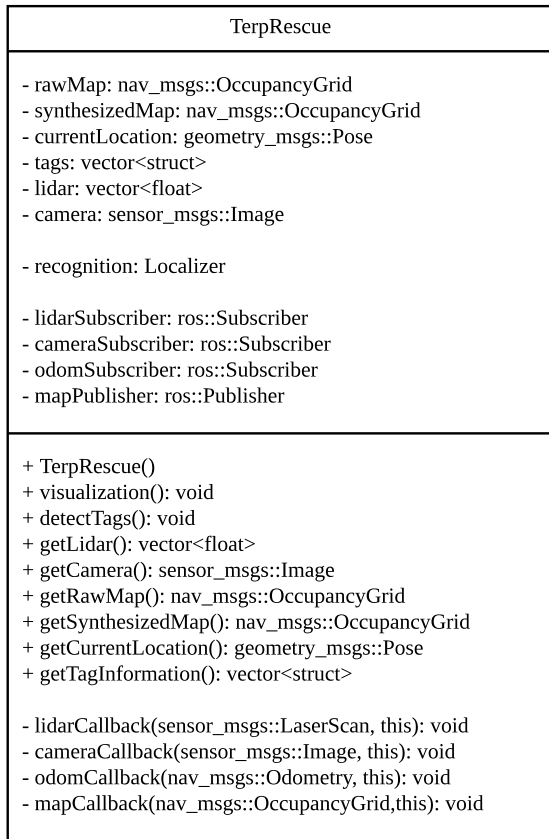 TerpRescue
- rawMap: nav_msgs::OccupancyGrid
- synthesizedMap: nav_msgs::OccupancyGrid
- currentLocation: geometry_msgs::Pose
- tags: vector<struct>
- lidar: vector<float>
- camera: sensor_msgs::Image
- recognition: Localizer
- lidarSubscriber: ros::Subscriber
- cameraSubscriber: ros::Subscriber
- odomSubscriber: ros::Subscriber
- mapPublisher: ros::Publisher
+ TerpRescue()
+ visualization(): void
+ detectTags(): void
+ getLidar(): vector<float>
+ getCamera(): sensor_msgs::Image
+ getRawMap(): nav_msgs::OccupancyGrid
+ getSynthesizedMap(): nav_msgs::OccupancyGrid
+ getCurrentLocation(): geometry_msgs::Pose
+ getTagInformation(): vector<struct>
- lidarCallback(sensor_msgs::LaserScan, this): void
- cameraCallback(sensor_msgs::Image, this): void
- odomCallback(nav_msgs::Odometry, this): void
- mapCallback(nav_msgs::OccupancyGrid,this): void